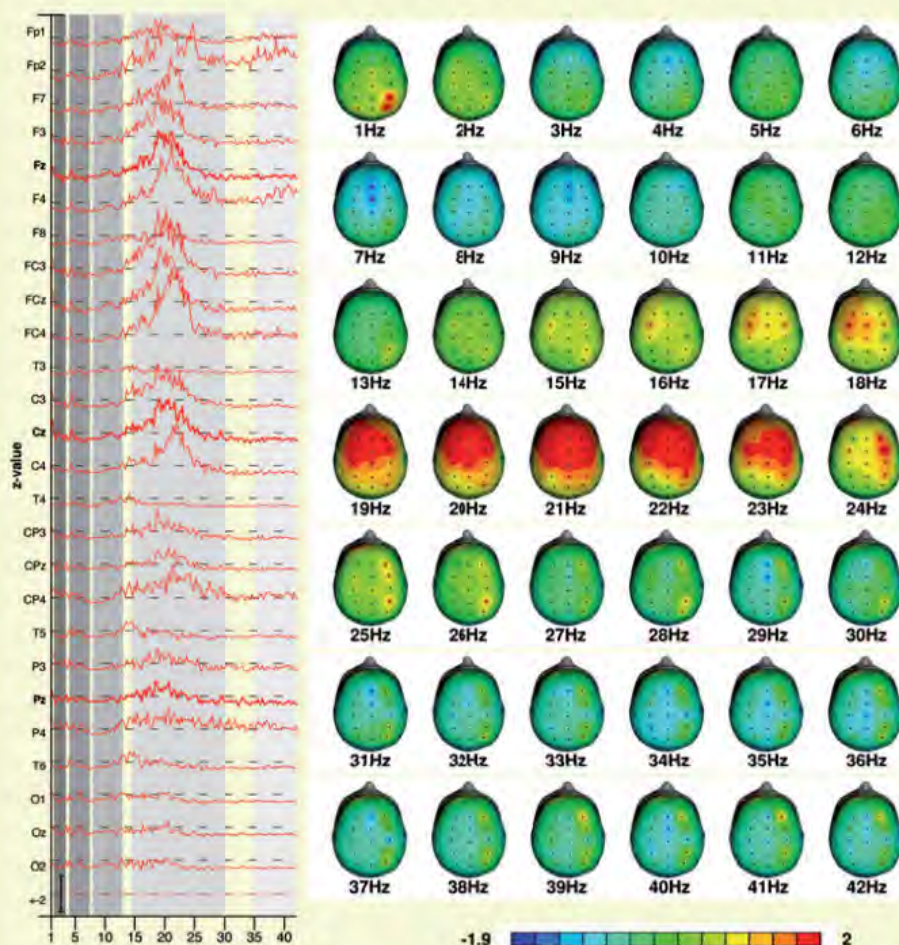 Fp1
Fp2
F7
F3
Fz
F4
F8
FC3
FCz
FC4
T3
C3
Cz
C4
T4
CP3
CPz
CP4
T5
P3
Pz
P4
T6
O1
Oz
O2
z-value
1 5 10 15 20 25 30 35 40
1Hz 2Hz 3Hz 4Hz 5Hz 6Hz
7Hz 8Hz 9Hz 10Hz 11Hz 12Hz
13Hz 14Hz 15Hz 16Hz 17Hz 18Hz
19Hz 20Hz 21Hz 22Hz 23Hz 24Hz
25Hz 26Hz 27Hz 28Hz 29Hz 30Hz
31Hz 32Hz 33Hz 34Hz 35Hz 36Hz
37Hz 38Hz 39Hz 40Hz 41Hz 42Hz
-1.9 2